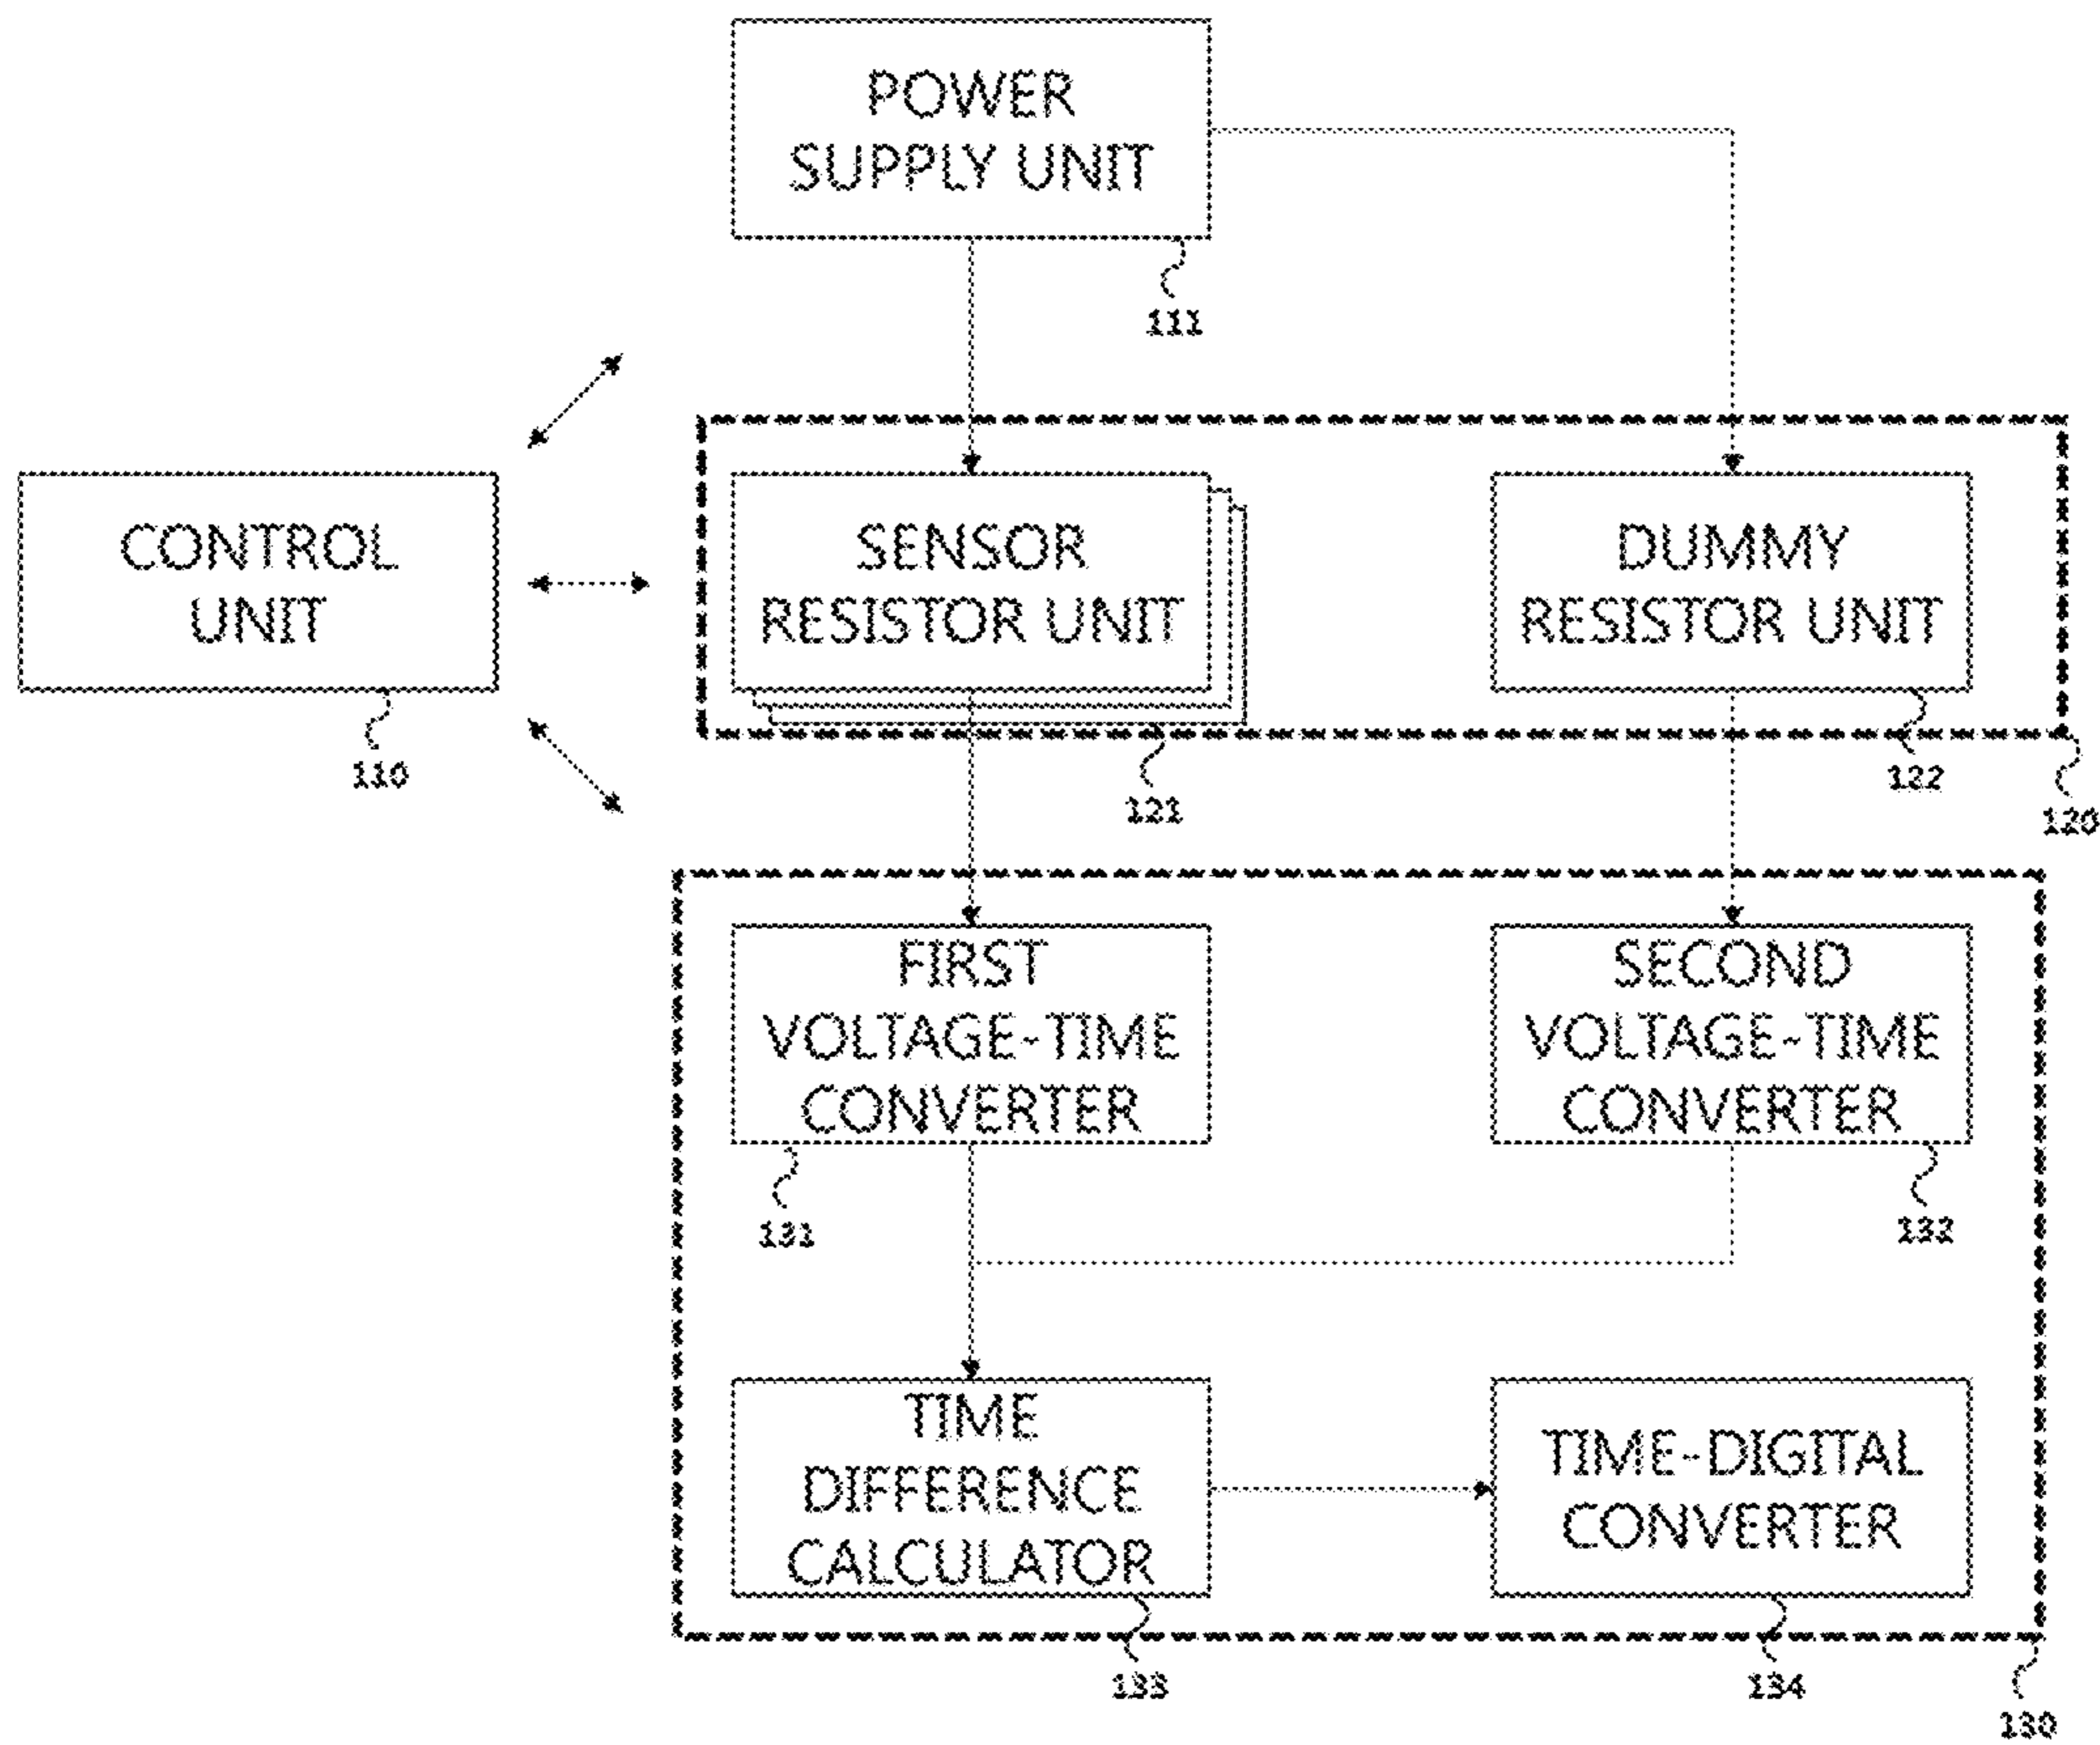 POWER
SUPPLY UNIT
111
CONTROL
UNIT
110
SENSOR
RESISTOR UNIT
121
DUMMY
RESISTOR UNIT
122
120
FIRST
VOLTAGE-TIME
CONVERTER
131
SECOND
VOLTAGE-TIME
CONVERTER
132
TIME
DIFFERENCE
CALCULATOR
133
TIME-DIGITAL
CONVERTER
134
130